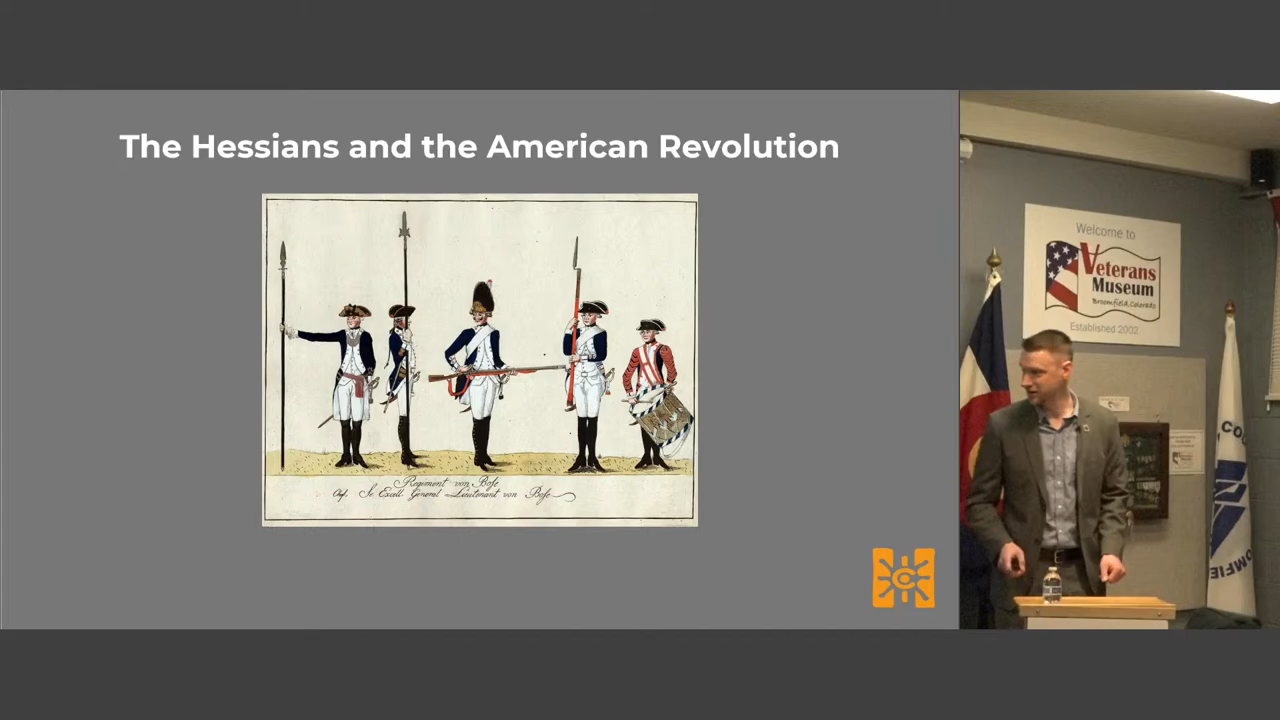 The Hessians and the American Revolution
Regiment von Bose
Chef, Se Excell. General-Lieutenant von Bose
Welcome to
Veterans
Museum
Broomfield, Colorado
Established 2002